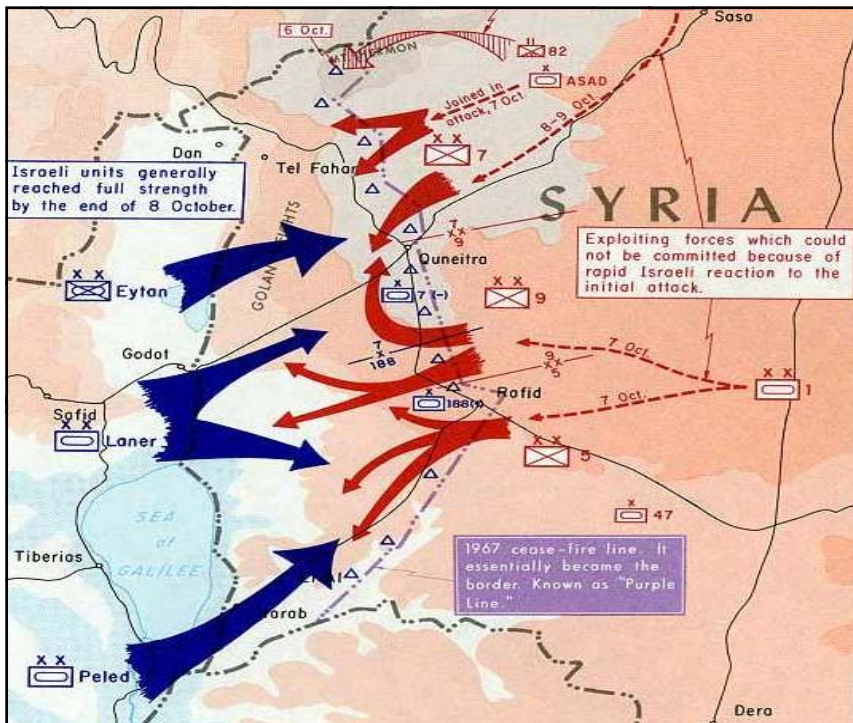 Sasa
6 Oct.
MT. HERMON
82
X
ASAD
Joined in
attack, 7 Oct.
8-9 Oct.
Dan
Tel Fahar
X X
7
Israeli units generally
reached full strength
by the end of 8 October.
GOLAN HEIGHTS
SYRIA
7
XX
9
Quneitra
Exploiting forces which could
not be committed because of
rapid Israeli reaction to the
initial attack.
X X
Eytan
X
7 (-)
X X
9
7
X
188
Godot
7 Oct.
9
XX
5
X X
1
Rafid
X
188(+)
7 Oct.
Safid
X X
Laner
X X
5
X
47
SEA
of
GALILEE
Tiberias
1967 cease-fire line. It
essentially became the
border. Known as "Purple
Line."
X X
Peled
Dera